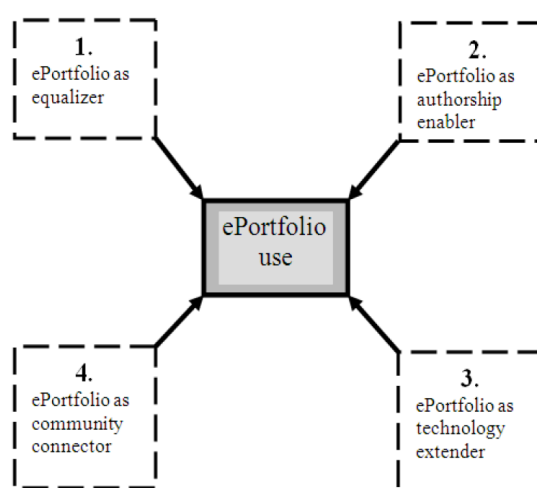 1.
ePortfolio as
equalizer
2.
ePortfolio as
authorship
enabler
ePortfolio
use
4.
ePortfolio as
community
connector
3.
ePortfolio as
technology
extender